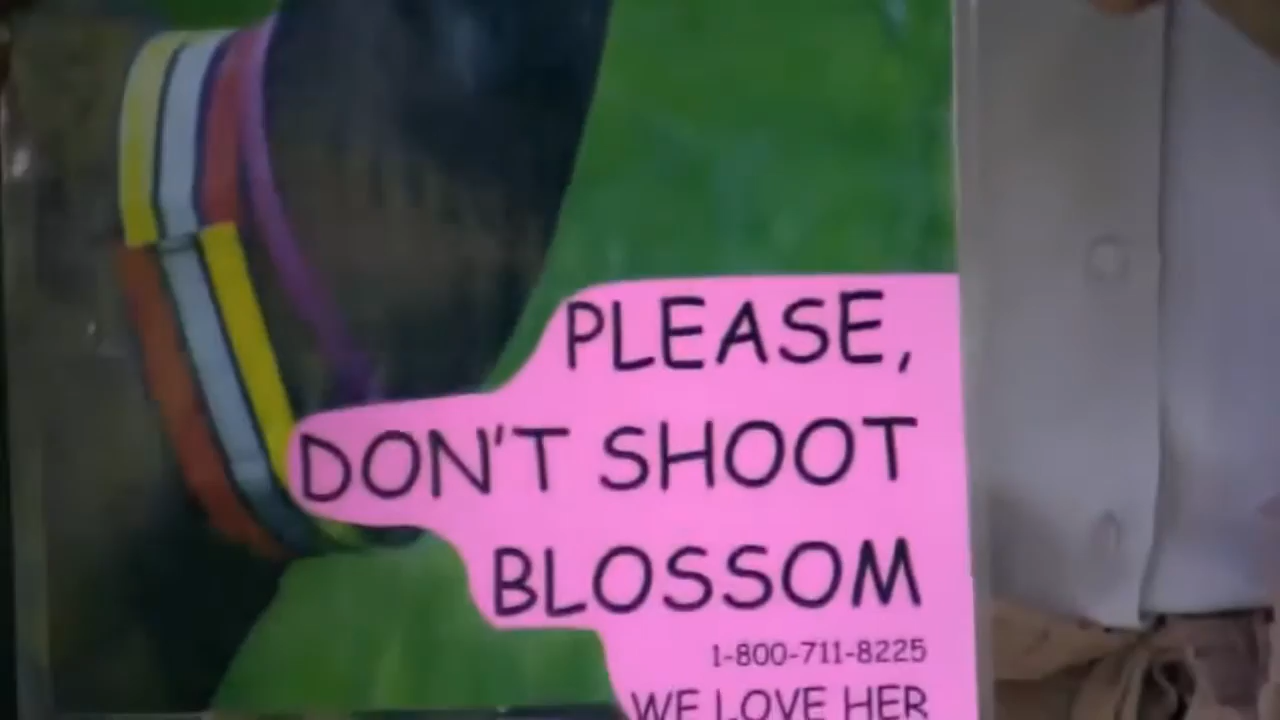 PLEASE,
DON'T SHOOT
BLOSSOM
1-800-711-8225
WE LOVE HER